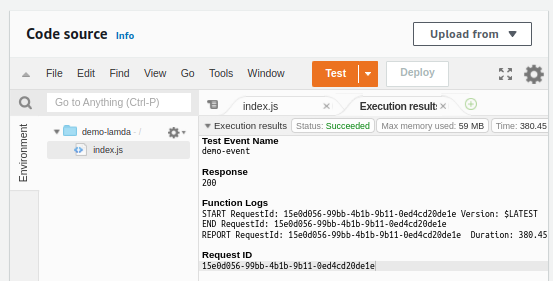 Code source Info
Upload from
File Edit Find View Go Tools Window
Test
Deploy
Go to Anything (Ctrl-P)
index.js
Execution results
Environment
demo-lamda - /
index.js
Execution results
Status: Succeeded
Max memory used: 59 MB
Time: 380.45
Test Event Name
demo-event
Response
200
Function Logs
START RequestId: 15e0d056-99bb-4b1b-9b11-0ed4cd20de1e Version: $LATEST
END RequestId: 15e0d056-99bb-4b1b-9b11-0ed4cd20de1e
REPORT RequestId: 15e0d056-99bb-4b1b-9b11-0ed4cd20de1e Duration: 380.45
Request ID
15e0d056-99bb-4b1b-9b11-0ed4cd20de1e